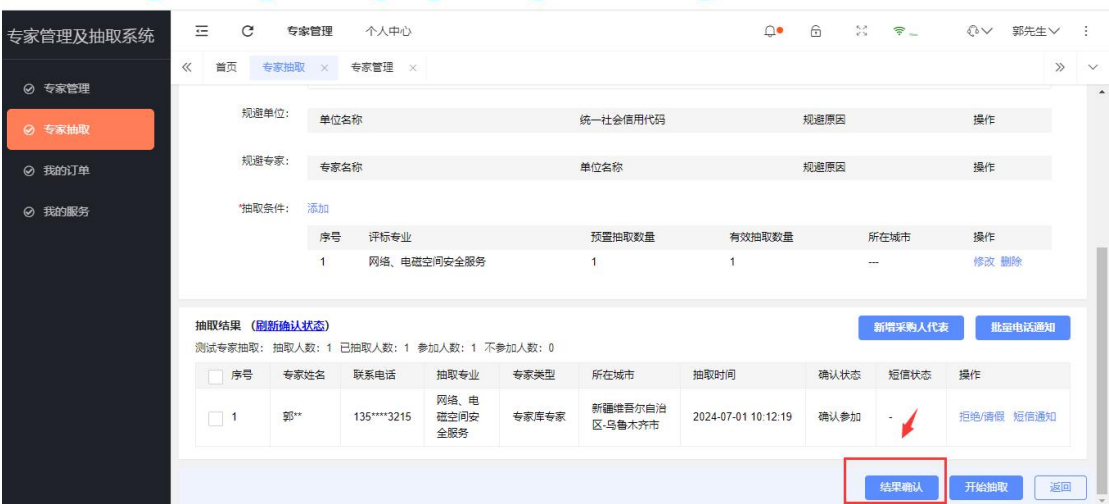 专家管理及抽取系统
专家管理
个人中心
郭先生
首页
专家抽取 ×
专家管理 ×
专家管理
专家抽取
我的订单
我的服务
规避单位:
单位名称 统一社会信用代码 规避原因 操作
规避专家:
专家名称 单位名称 规避原因 操作
*抽取条件: 添加
序号 评标专业 预置抽取数量 有效抽取数量 所在城市 操作
1 网络、电磁空间安全服务 1 1 --- 修改 删除
抽取结果 (刷新确认状态)
新增采购人代表 批量电话通知
测试专家抽取: 抽取人数: 1 已抽取人数: 1 参加人数: 1 不参加人数: 0
序号 专家姓名 联系电话 抽取专业 专家类型 所在城市 抽取时间 确认状态 短信状态 操作
1 郭** 135****3215 网络、电磁空间安全服务 专家库专家 新疆维吾尔自治区-乌鲁木齐市 2024-07-01 10:12:19 确认参加 - 拒绝/请假 短信通知
结果确认 开始抽取 返回